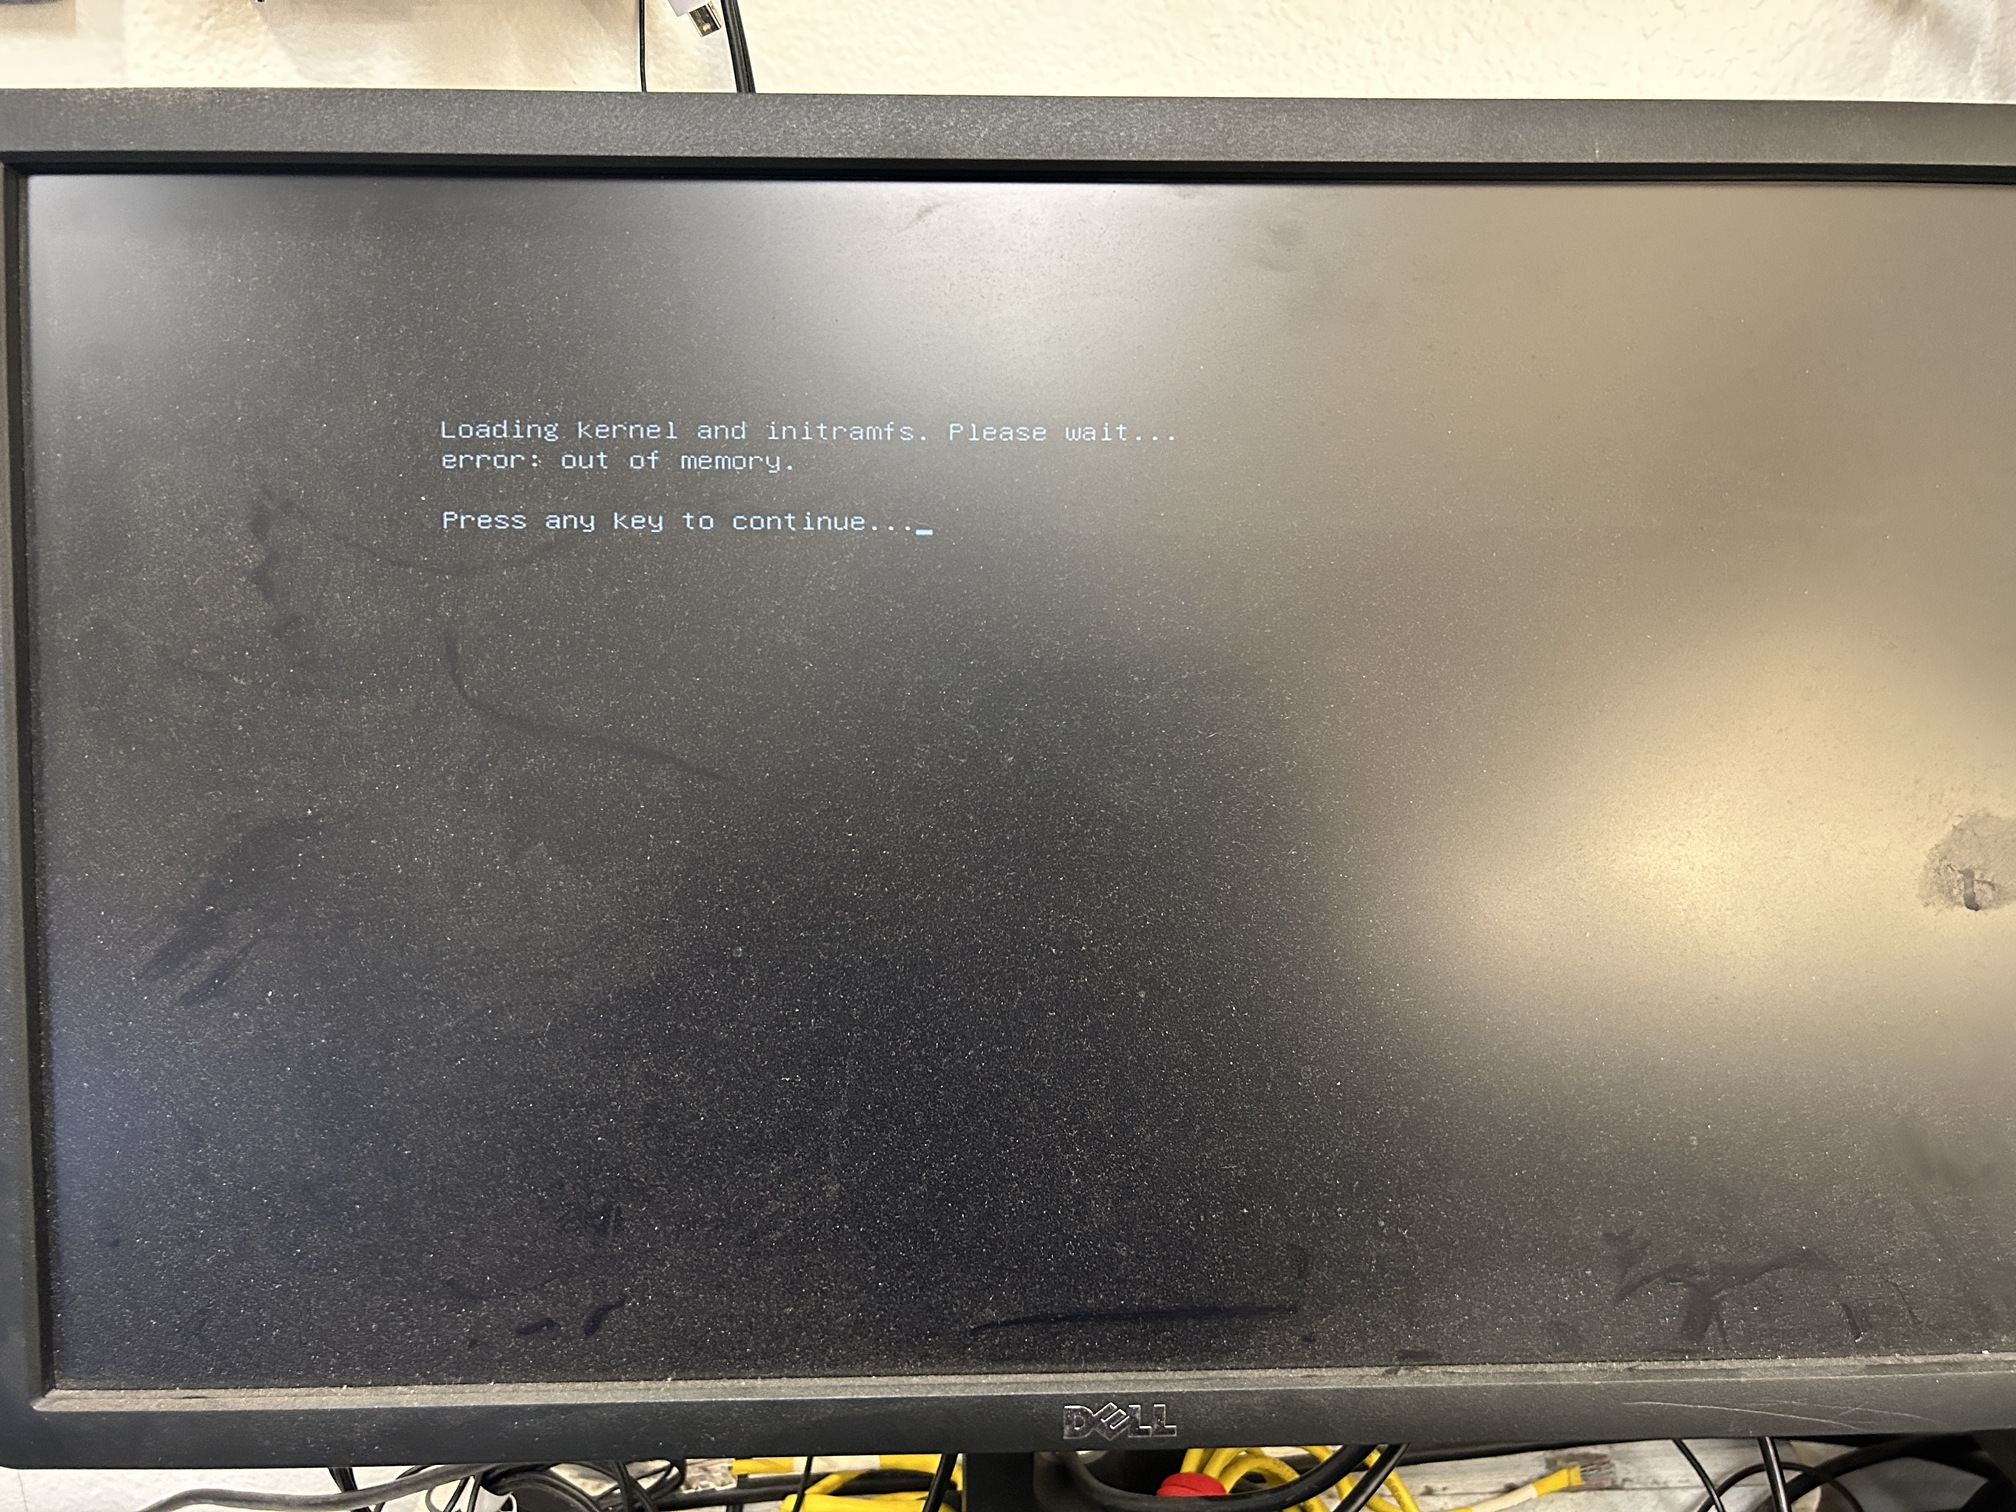 Loading kernel and initramfs. Please wait...
error: out of memory.
Press any key to continue..._
DELL